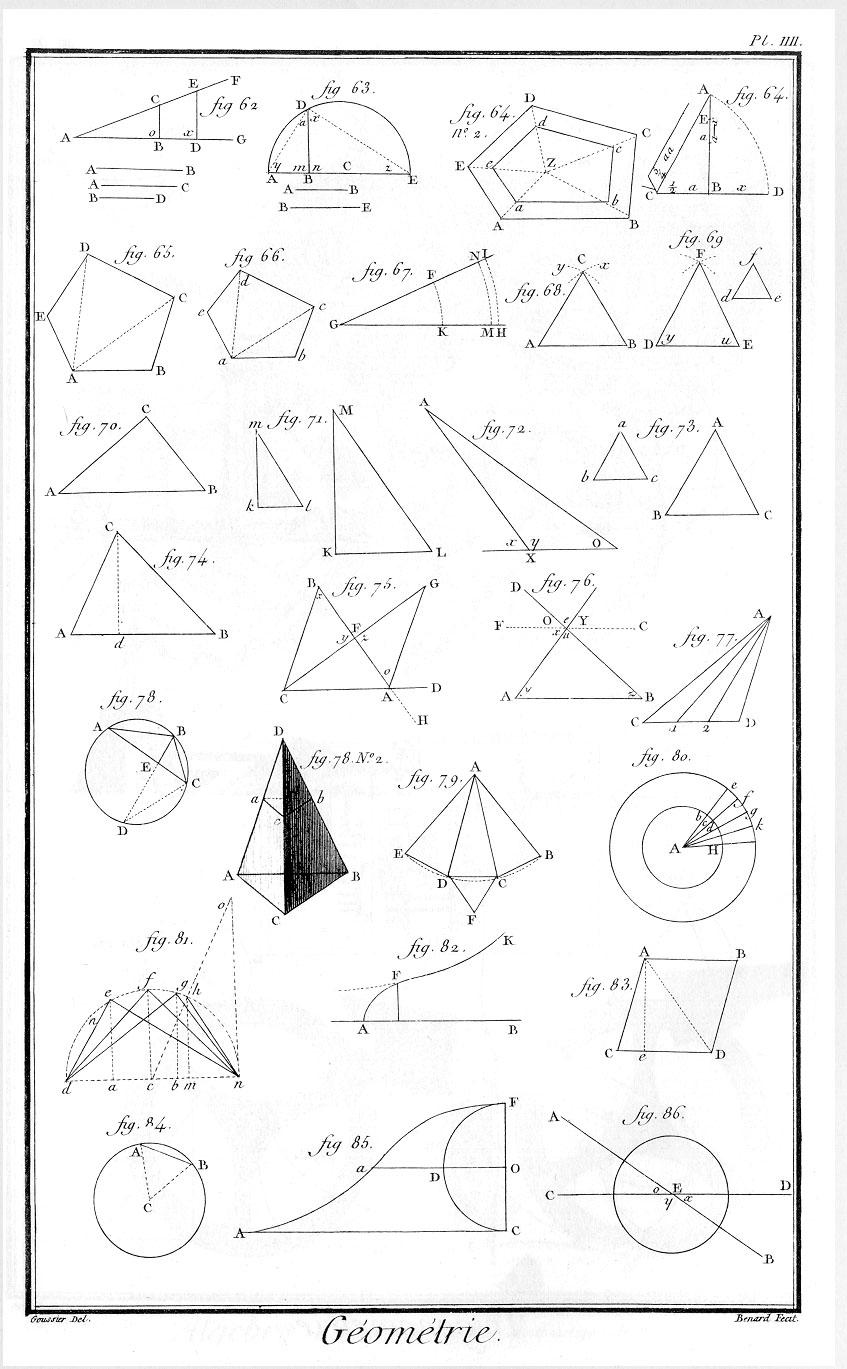 Pl. IIII.
fig 62
A B C D E F G o x
A B
A C
B D
fig 63.
D a x y m n C z
A B E
A B
B E
fig. 64.
nº. 2.
D d C c E e Z a b A B
fig. 64.
A E a a a C ½ a B x D
fig. 65.
D C E A B
fig 66.
d c e a b
fig. 67.
N I F G K M H
fig. 68.
y C x A B
fig. 69
F D y u E
f d e
fig. 70.
C A B
fig. 71.
m k l M K L
fig. 72.
A x y O X
fig. 73.
a b c A B C
fig. 74.
C A d B
fig. 75.
B x G F y z o C A D H
fig. 76.
D F O e Y C x u A v z B
fig. 77.
A C 1 2 D
fig. 78.
A B E C D
fig. 78. Nº 2.
D a b c A B C
fig. 79.
A E B D C F
fig. 80.
e f g k b c d A H
fig. 81.
o e f g h n d a c b m n
fig. 82.
K F A B
fig. 83.
A B C e D
fig. 84.
A B C
fig 85.
F a D O A C
fig. 86.
A C o E D y x B
Goussier Del.
Géométrie.
Benard Fecit.